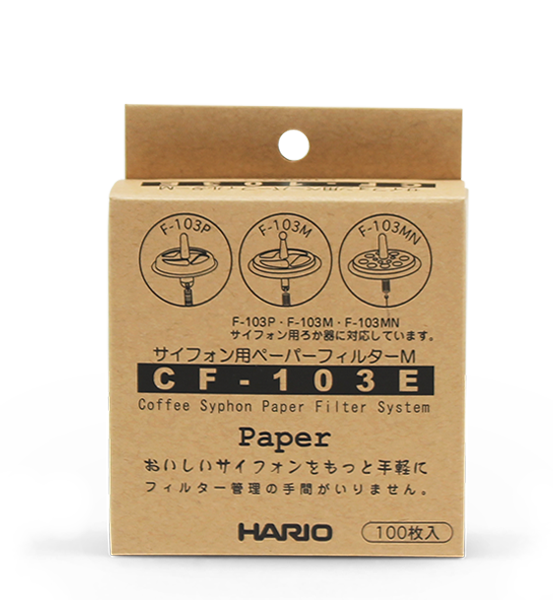 F-103P
F-103M
F-103MN
F-103P・F-103M・F-103MN
サイフォン用ろか器に対応しています。
サイフォン用ペーパーフィルターM
CF-103E
Coffee Syphon Paper Filter System
Paper
おいしいサイフォンをもっと手軽に
フィルター管理の手間がいりません。
HARIO
100枚入